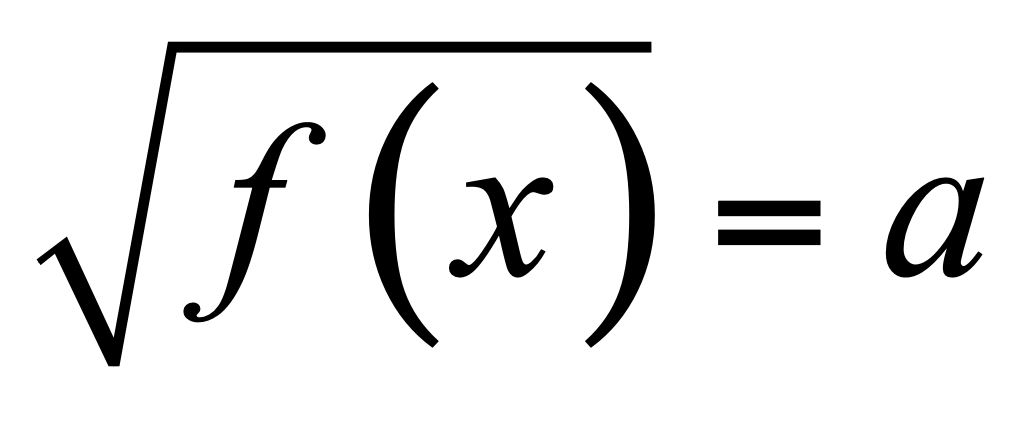 √f(x) = a